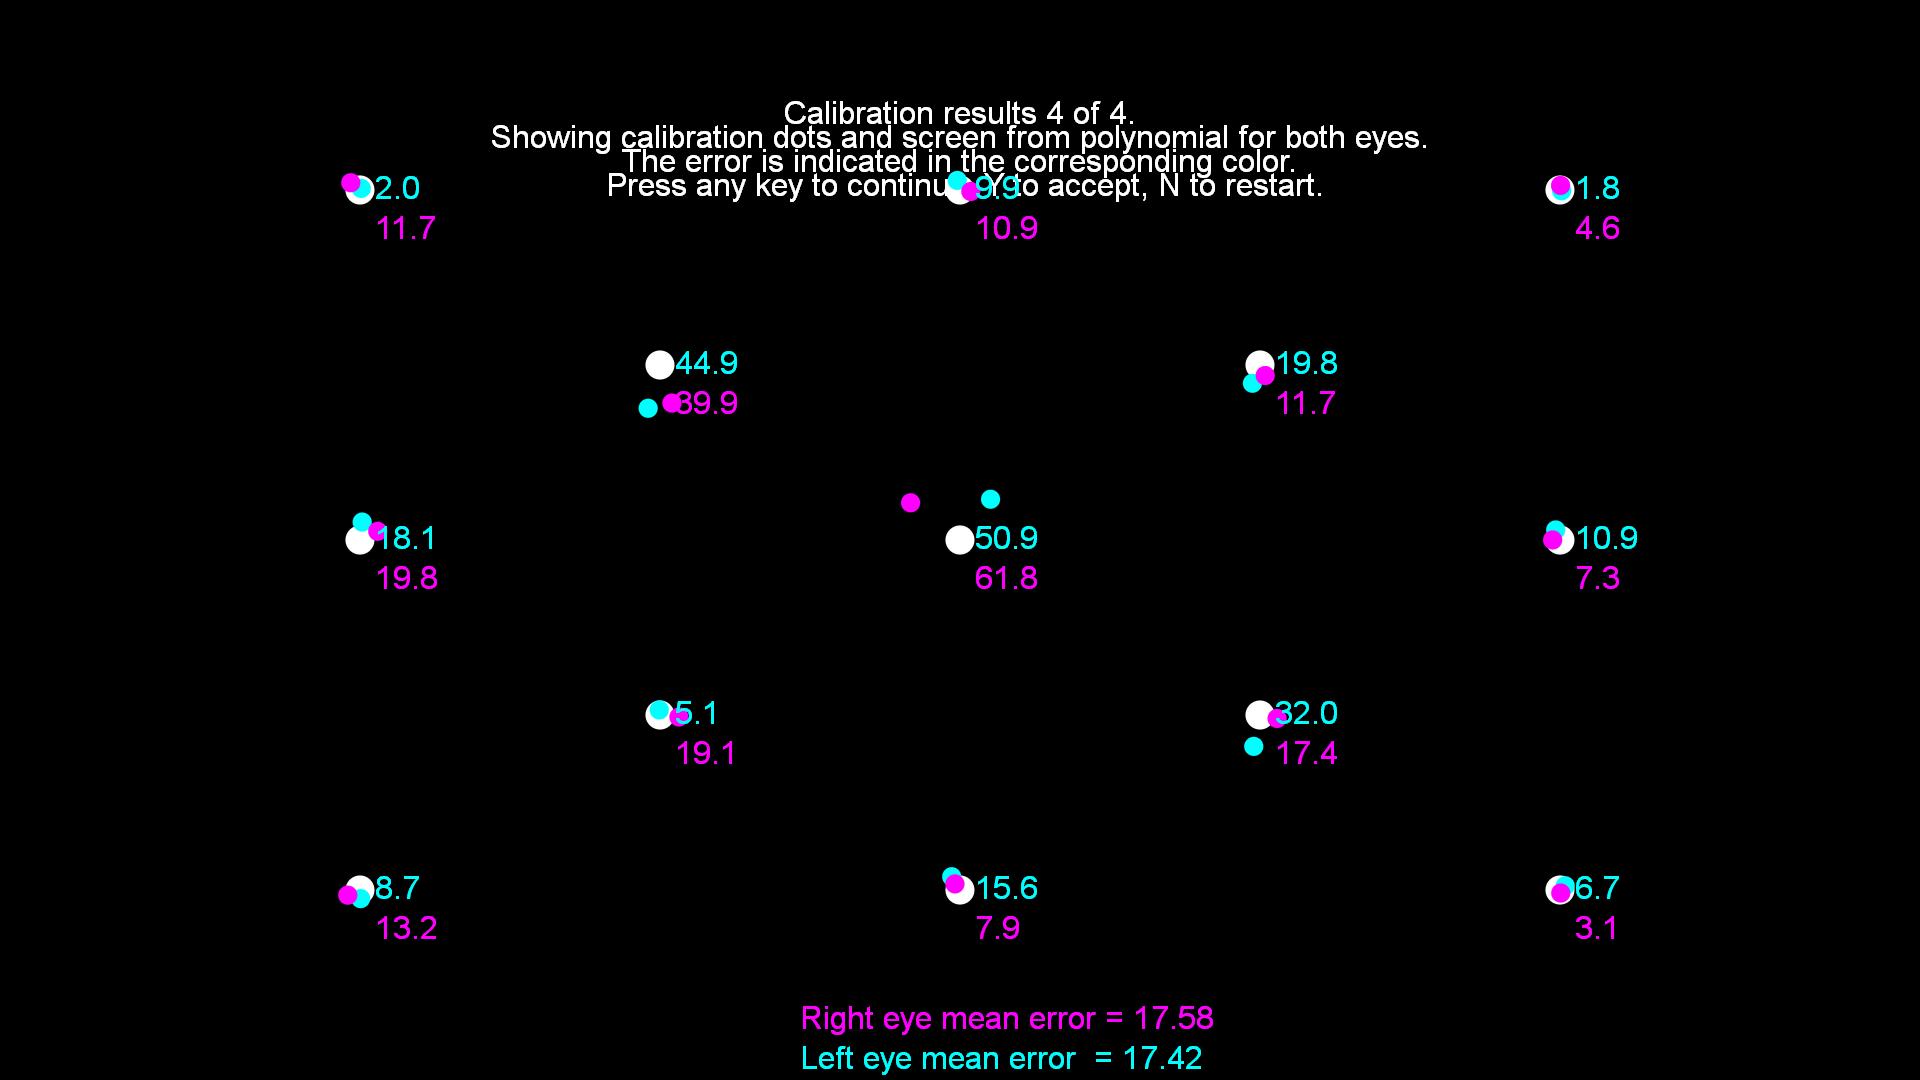 Calibration results 4 of 4.
Showing calibration dots and screen from polynomial for both eyes.
The error is indicated in the corresponding color.
Press any key to continue, Y to accept, N to restart.
2.0 9.9 1.8
11.7 10.9 4.6
44.9 19.8
39.9 11.7
18.1 50.9 10.9
19.8 61.8 7.3
5.1 32.0
19.1 17.4
8.7 15.6 6.7
13.2 7.9 3.1
Right eye mean error = 17.58
Left eye mean error = 17.42